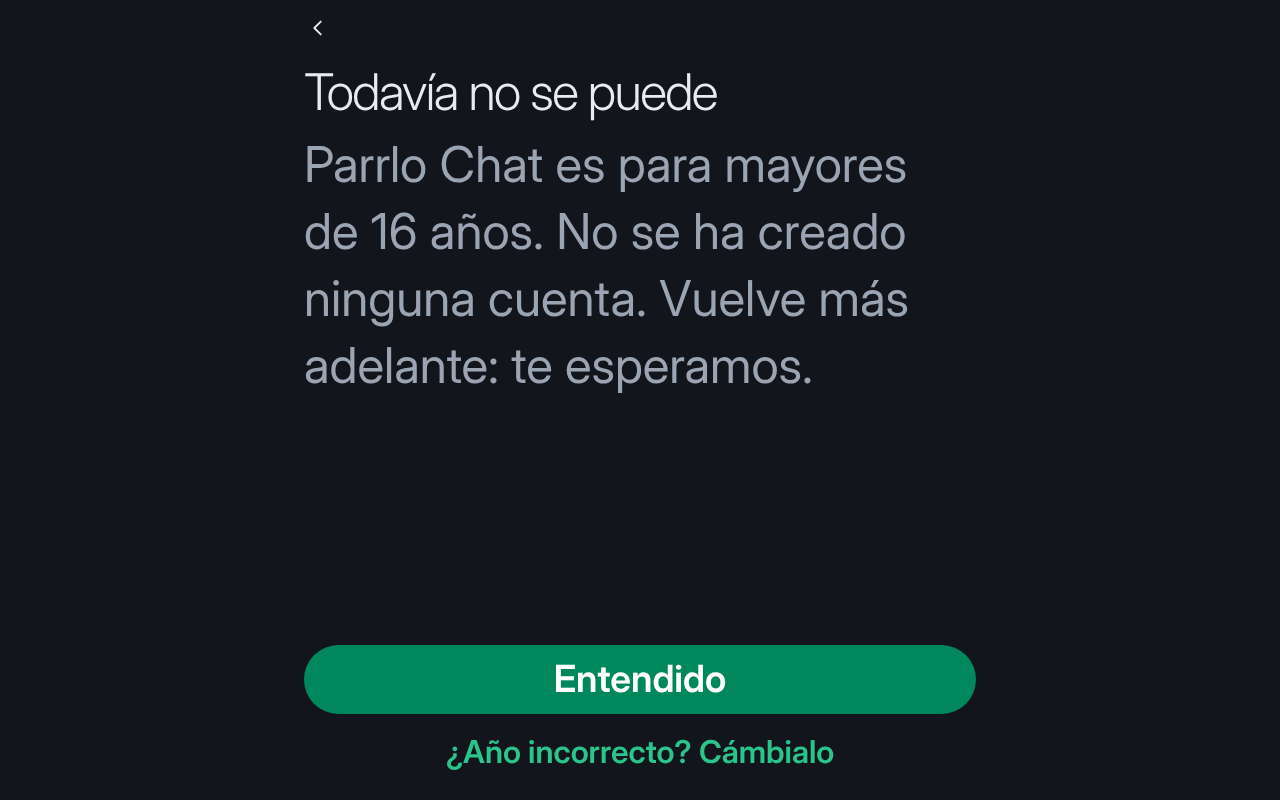 Todavía no se puede
Parrlo Chat es para mayores
de 16 años. No se ha creado
ninguna cuenta. Vuelve más
adelante: te esperamos.
Entendido
¿Año incorrecto? Cámbialo